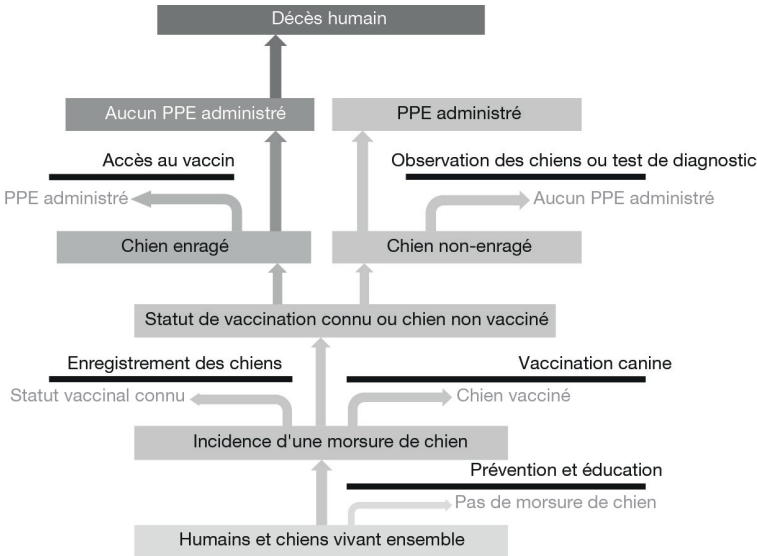 Décès humain
Aucun PPE administré
PPE administré
Accès au vaccin
Observation des chiens ou test de diagnostic
PPE administré
Aucun PPE administré
Chien enragé
Chien non-enragé
Statut de vaccination connu ou chien non vacciné
Enregistrement des chiens
Vaccination canine
Statut vaccinal connu
Chien vacciné
Incidence d'une morsure de chien
Prévention et éducation
Pas de morsure de chien
Humains et chiens vivant ensemble